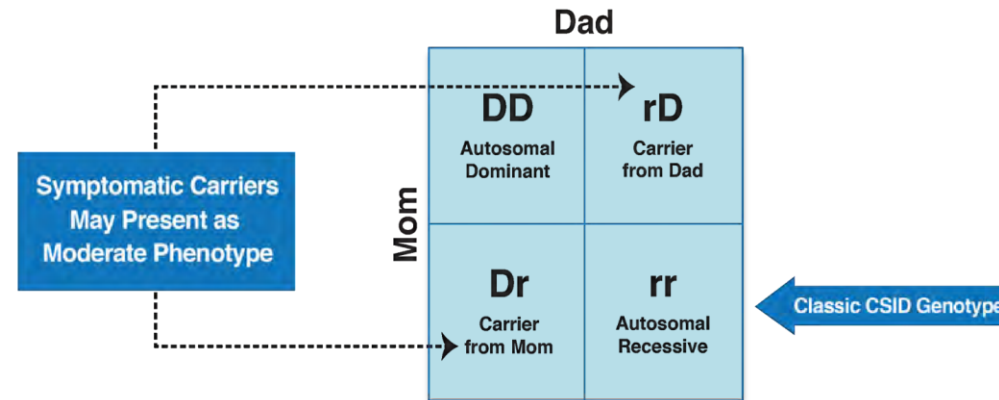 Dad
Mom
DD
Autosomal
Dominant
rD
Carrier
from Dad
Symptomatic Carriers
May Present as
Moderate Phenotype
Dr
Carrier
from Mom
rr
Autosomal
Recessive
Classic CSID Genotype